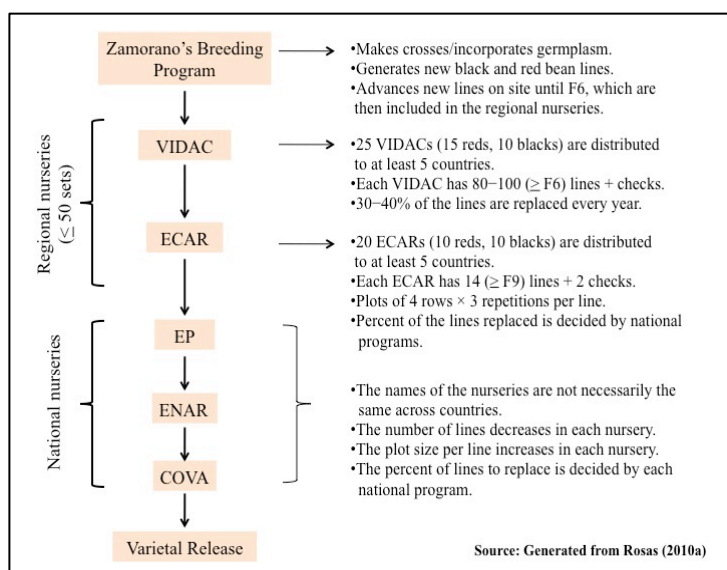 Zamorano's Breeding
Program
•Makes crosses/incorporates germplasm.
•Generates new black and red bean lines.
•Advances new lines on site until F6, which are
then included in the regional nurseries.
Regional nurseries
(≤ 50 sets)
VIDAC
•25 VIDACs (15 reds, 10 blacks) are distributed
to at least 5 countries.
•Each VIDAC has 80−100 (≥ F6) lines + checks.
•30−40% of the lines are replaced every year.
ECAR
•20 ECARs (10 reds, 10 blacks) are distributed
to at least 5 countries.
•Each ECAR has 14 (≥ F9) lines + 2 checks.
•Plots of 4 rows × 3 repetitions per line.
•Percent of the lines replaced is decided by national
programs.
National nurseries
EP
ENAR
COVA
•The names of the nurseries are not necessarily the
same across countries.
•The number of lines decreases in each nursery.
•The plot size per line increases in each nursery.
•The percent of lines to replace is decided by each
national program.
Varietal Release
Source: Generated from Rosas (2010a)